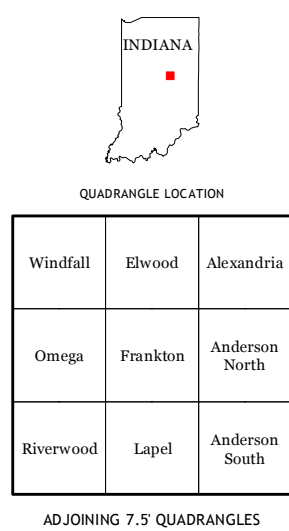 INDIANA
QUADRANGLE LOCATION
Windfall
Elwood
Alexandria
Omega
Frankton
Anderson
North
Riverwood
Lapel
Anderson
South
ADJOINING 7.5' QUADRANGLES